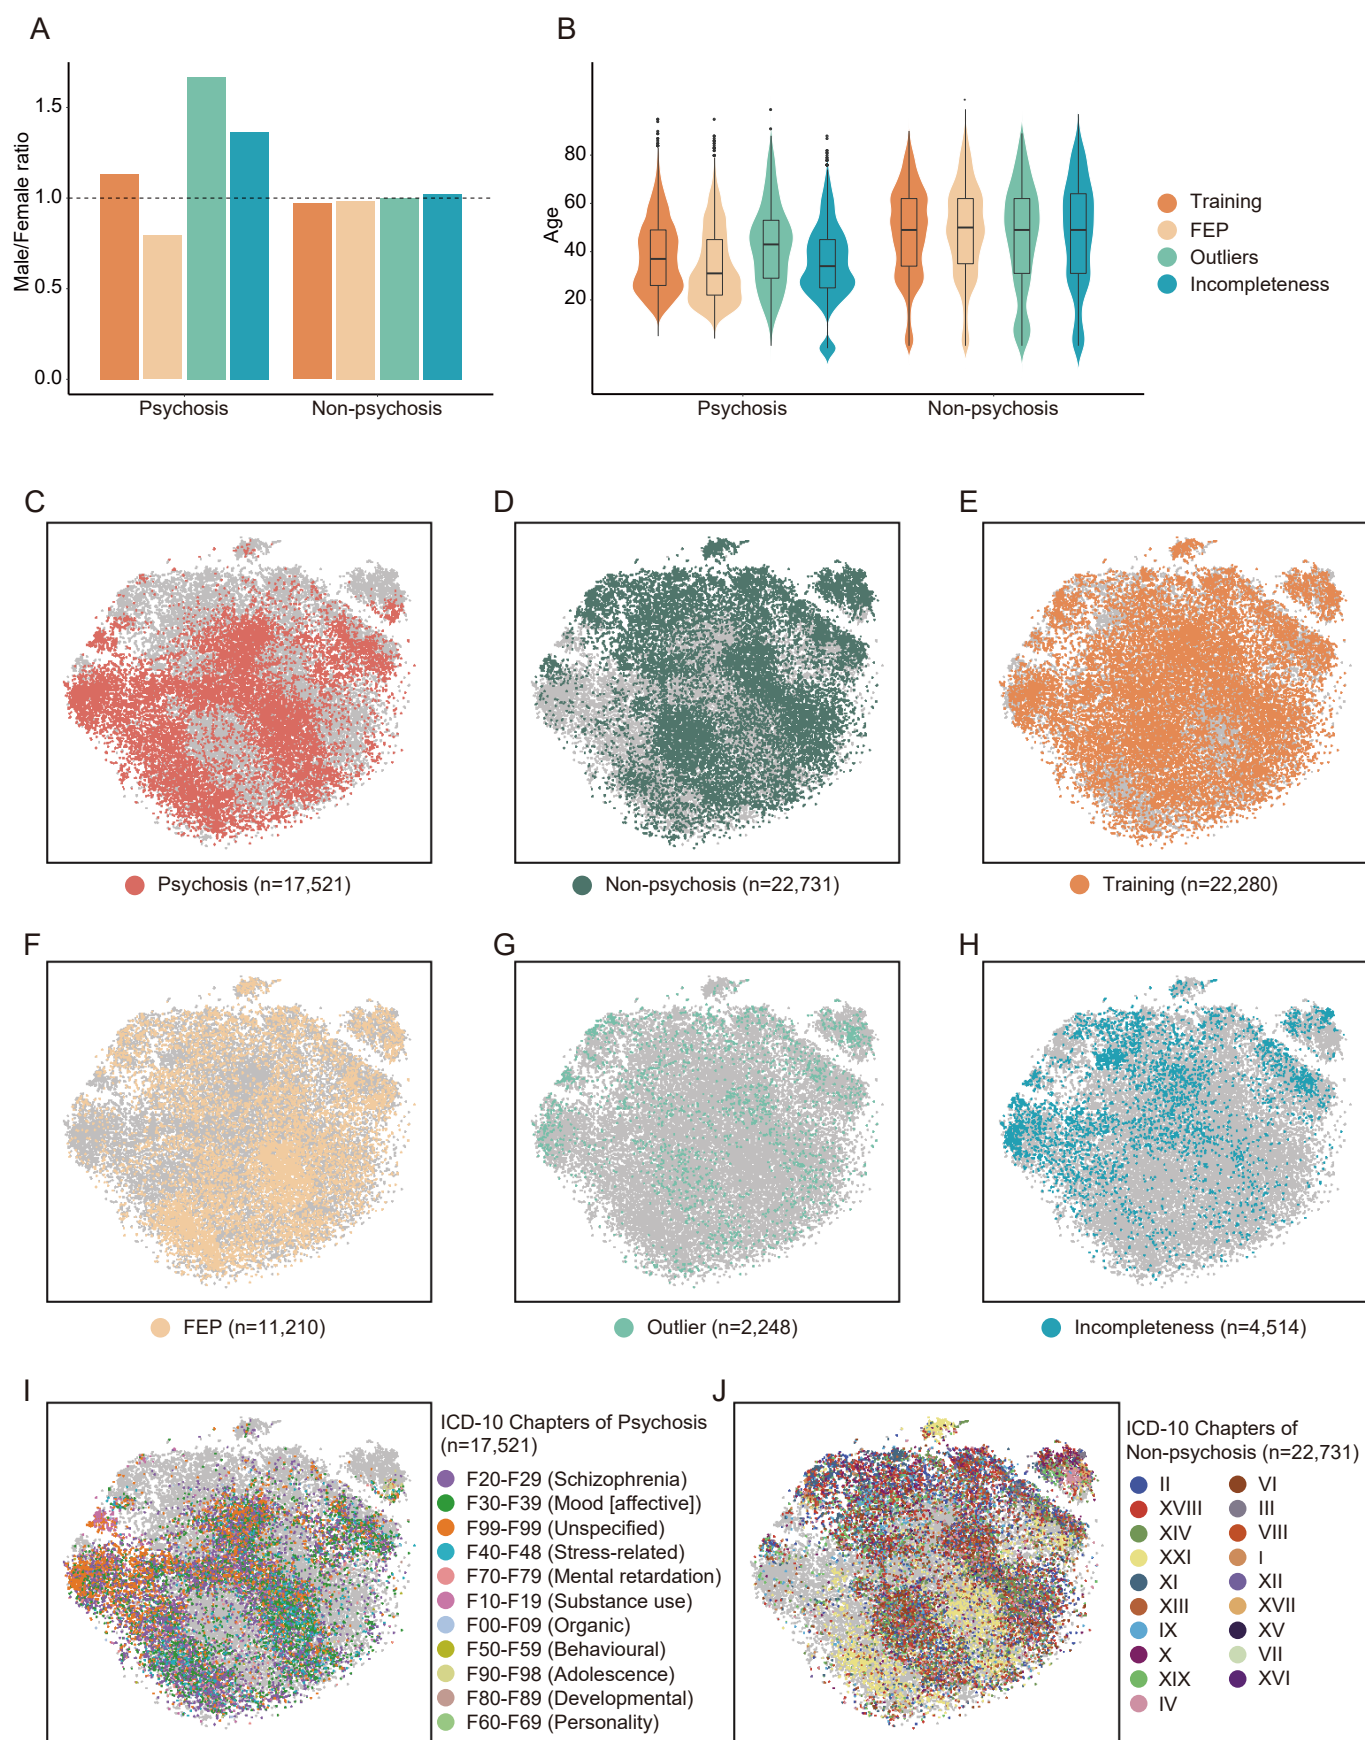 A
B
Male/Female ratio
1.5
1.0
0.5
0.0
Psychosis
Non-psychosis
Age
80
60
40
20
Psychosis
Non-psychosis
Training
FEP
Outliers
Incompleteness
C
D
E
Psychosis (n=17,521)
Non-psychosis (n=22,731)
Training (n=22,280)
F
G
H
FEP (n=11,210)
Outlier (n=2,248)
Incompleteness (n=4,514)
I
ICD-10 Chapters of Psychosis
(n=17,521)
F20-F29 (Schizophrenia)
F30-F39 (Mood [affective])
F99-F99 (Unspecified)
F40-F48 (Stress-related)
F70-F79 (Mental retardation)
F10-F19 (Substance use)
F00-F09 (Organic)
F50-F59 (Behavioural)
F90-F98 (Adolescence)
F80-F89 (Developmental)
F60-F69 (Personality)
J
ICD-10 Chapters of
Non-psychosis (n=22,731)
II
XVIII
XIV
XXI
XI
XIII
IX
X
XIX
IV
VI
III
VIII
I
XII
XVII
XV
VII
XVI